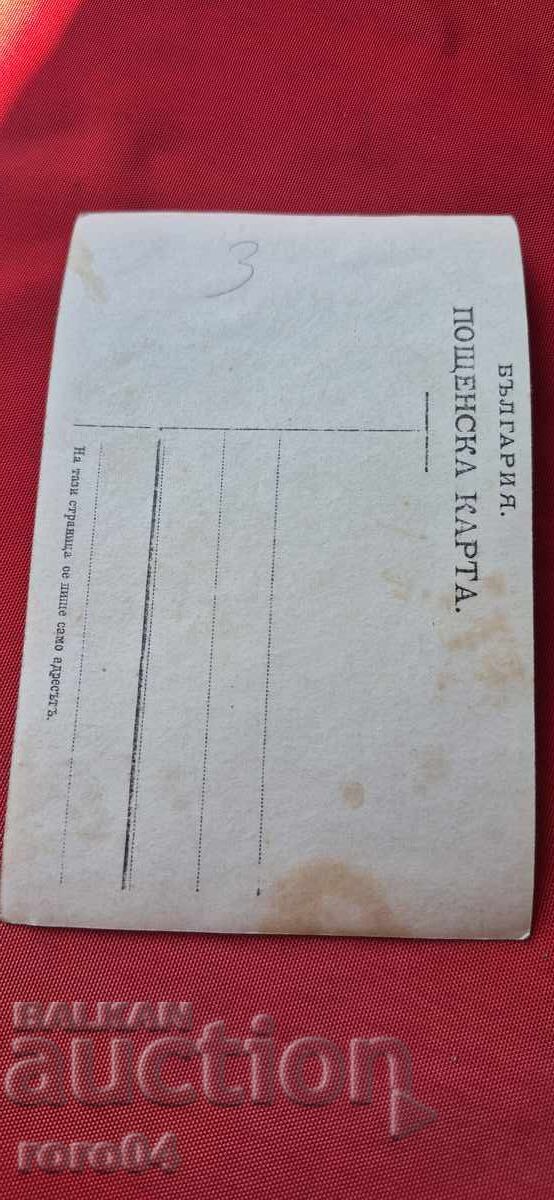 БЪЛГАРИЯ.
ПОЩЕНСКА КАРТА.
3
На тази страница се пише само адресътъ.
BALKAN
auction
roro04